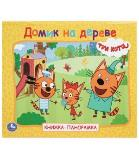 Домик на дереве
ТРИ КОТА
КНИЖКА-ПАНОРАМКА